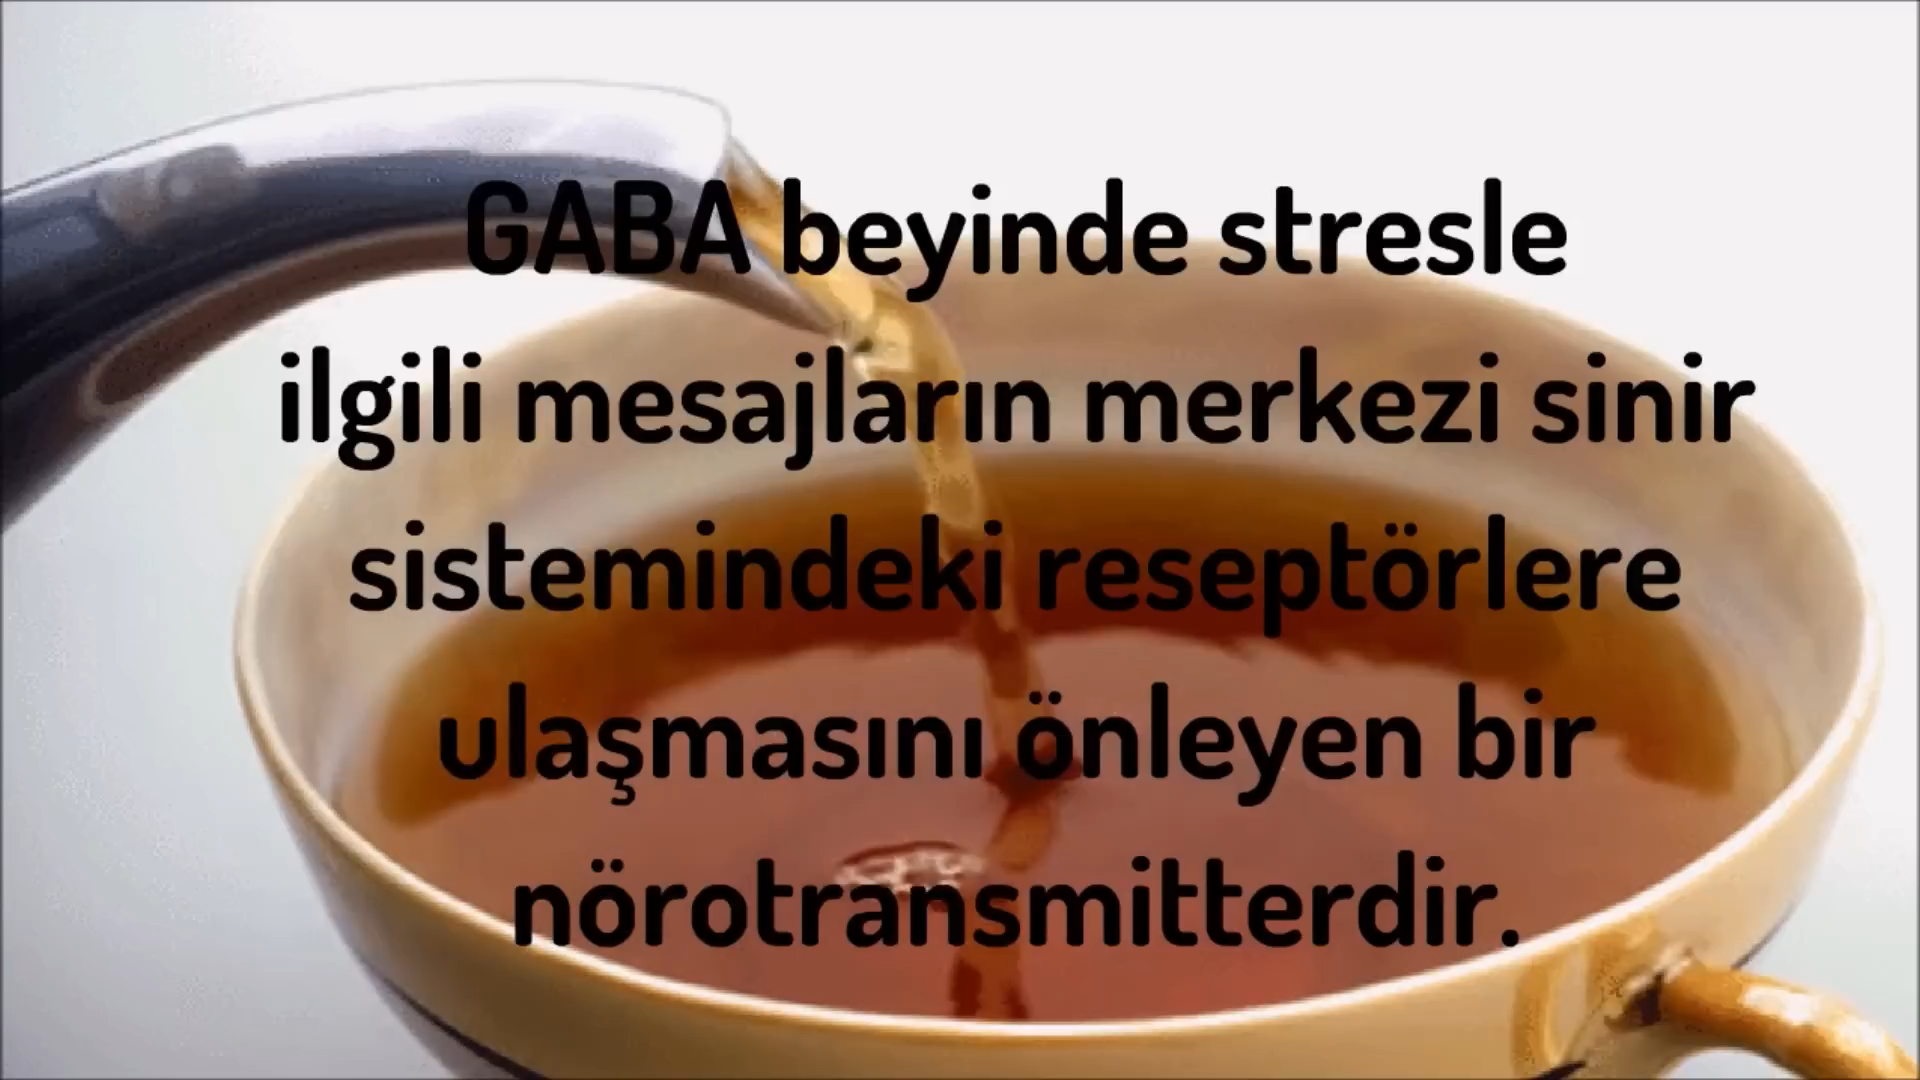 GABA beyinde stresle
ilgili mesajların merkezi sinir
sistemindeki reseptörlere
ulaşmasını önleyen bir
nörotransmitterdir.